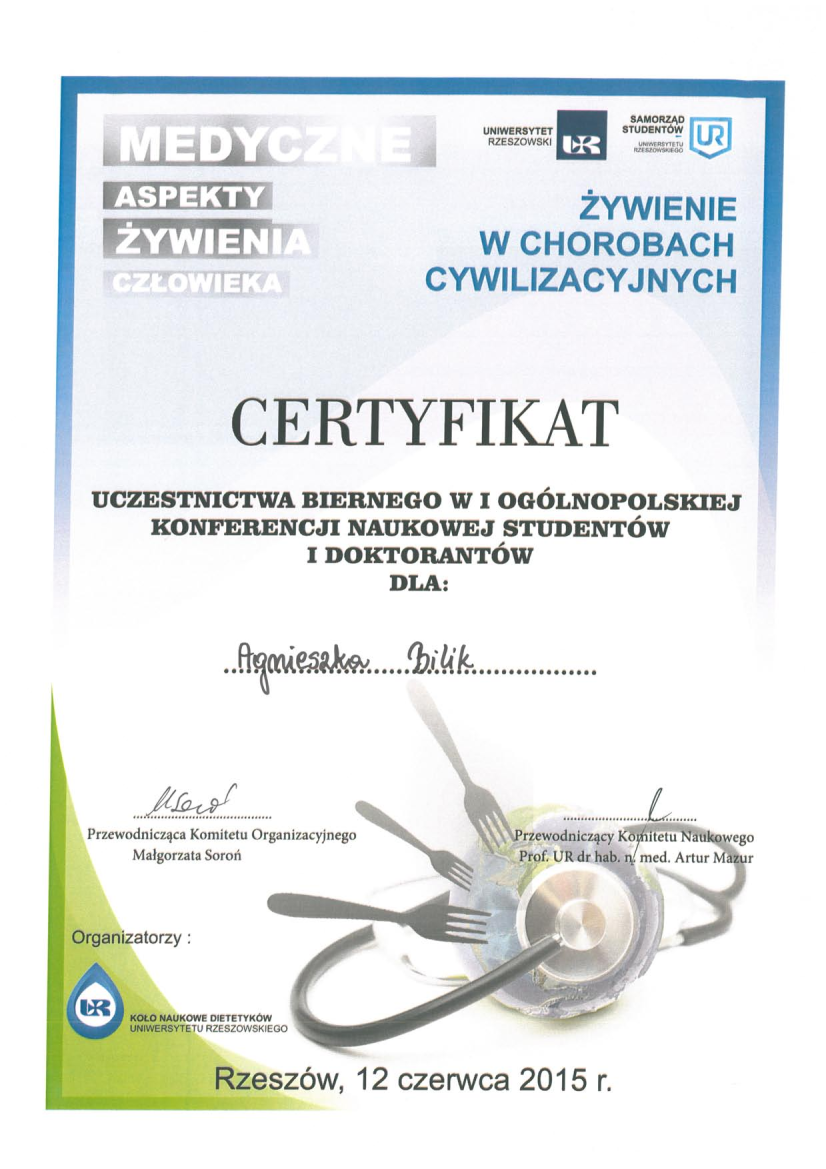 MEDYCZNE
ASPEKTY
ŻYWIENIA
CZŁOWIEKA
UNIWERSYTET
RZESZOWSKI
UR
SAMORZĄD
STUDENTÓW
UNIWERSYTETU
RZESZOWSKIEGO
UR
ŻYWIENIE
W CHOROBACH
CYWILIZACYJNYCH
CERTYFIKAT
UCZESTNICTWA BIERNEGO W I OGÓLNOPOLSKIEJ
KONFERENCJI NAUKOWEJ STUDENTÓW
I DOKTORANTÓW
DLA:
Agnieszka Bilik
MSoroń
Przewodnicząca Komitetu Organizacyjnego
Małgorzata Soroń
Przewodniczący Komitetu Naukowego
Prof. UR dr hab. n. med. Artur Mazur
Organizatorzy :
UR
KOŁO NAUKOWE DIETETYKÓW
UNIWERSYTETU RZESZOWSKIEGO
Rzeszów, 12 czerwca 2015 r.